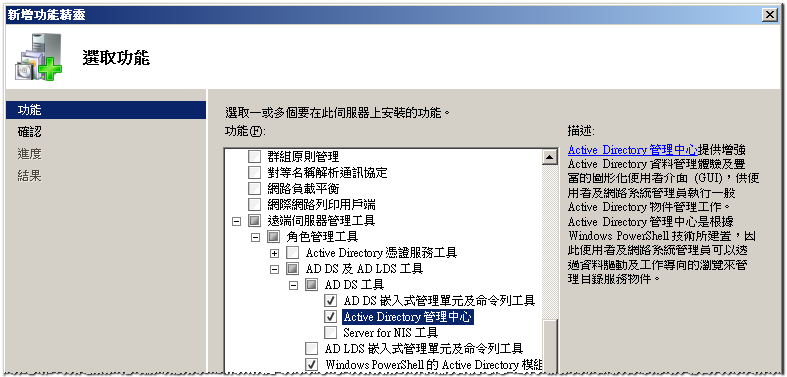 新增功能精靈
選取功能
功能
確認
進度
結果
選取一或多個要在此伺服器上安裝的功能。
功能(F):
群組原則管理
對等名稱解析通訊協定
網路負載平衡
網際網路列印用戶端
遠端伺服器管理工具
角色管理工具
Active Directory 憑證服務工具
AD DS 及 AD LDS 工具
AD DS 工具
AD DS 嵌入式管理單元及命令列工具
Active Directory 管理中心
Server for NIS 工具
AD LDS 嵌入式管理單元及命令列工具
Windows PowerShell 的 Active Directory 模組
描述:
Active Directory 管理中心提供增強
Active Directory 資料管理體驗及豐
富的圖形化使用者介面 (GUI)，供使
用者及網路系統管理員執行一般
Active Directory 物件管理工作。
Active Directory 管理中心是根據
Windows PowerShell 技術所建置，因
此使用者及網路系統管理員可以透
過資料驅動及工作導向的瀏覽來管
理目錄服務物件。